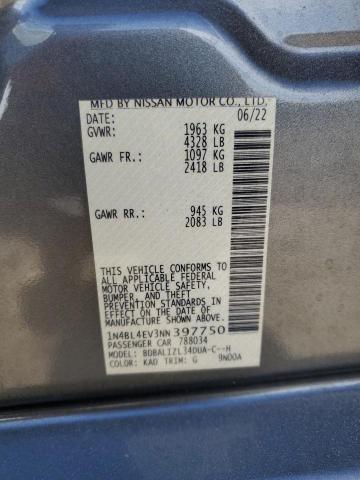 MFD BY NISSAN MOTOR CO., LTD.
DATE: 06/22
GVWR: 1963 KG
4328 LB
GAWR FR.: 1097 KG
2418 LB
GAWR RR.: 945 KG
2083 LB
THIS VEHICLE CONFORMS TO
ALL APPLICABLE FEDERAL
MOTOR VEHICLE SAFETY,
BUMPER, AND THEFT
PREVENTION STANDARDS IN
EFFECT ON THE DATE OF
MANUFACTURE SHOWN ABOVE.
1N4BL4EV3NN397750
PASSENGER CAR 788034
MODEL: BDBALIZL34DUA-C--H
COLOR: KAD TRIM: G 9N00A